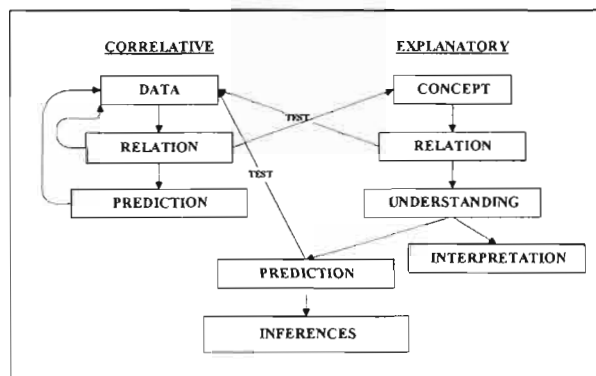 CORRELATIVE
EXPLANATORY
DATA
CONCEPT
TEST
RELATION
RELATION
TEST
PREDICTION
UNDERSTANDING
PREDICTION
INTERPRETATION
INFERENCES